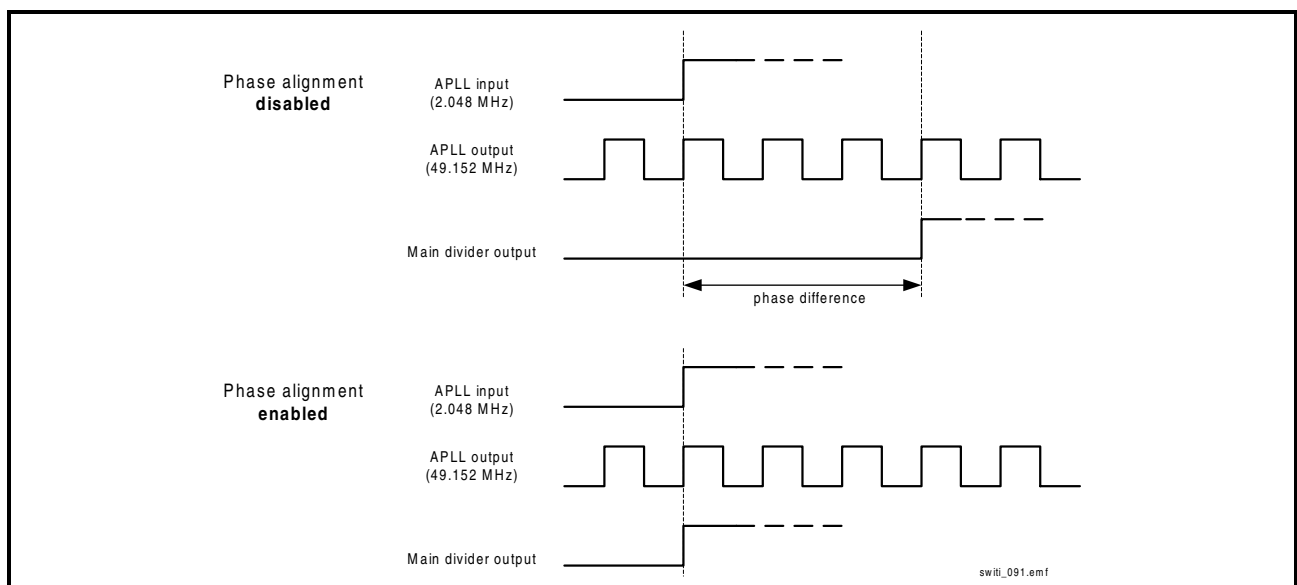 Phase alignment
disabled
APLL input
(2.048 MHz)
APLL output
(49.152 MHz)
Main divider output
phase difference
Phase alignment
enabled
APLL input
(2.048 MHz)
APLL output
(49.152 MHz)
Main divider output
switi_091.emf